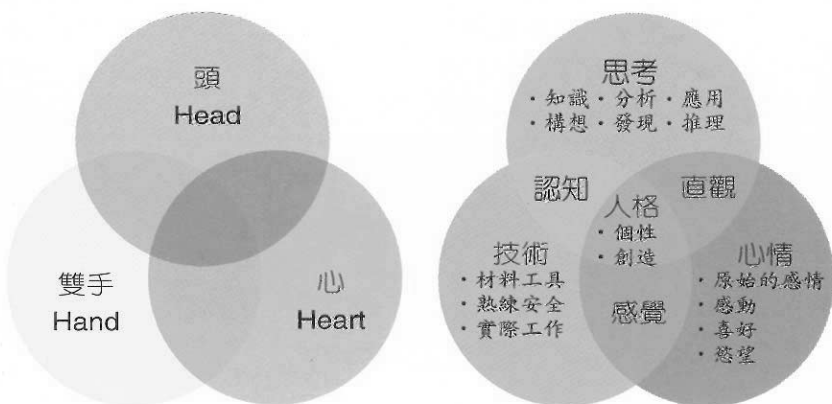 頭
Head
雙手
Hand
心
Heart
思考
・知識・分析・應用
・構想・發現・推理
認知
直觀
人格
・個性
・創造
技術
・材料工具
・熟練安全
・實際工作
感覺
心情
・原始的感情
・感動
・喜好
・慾望